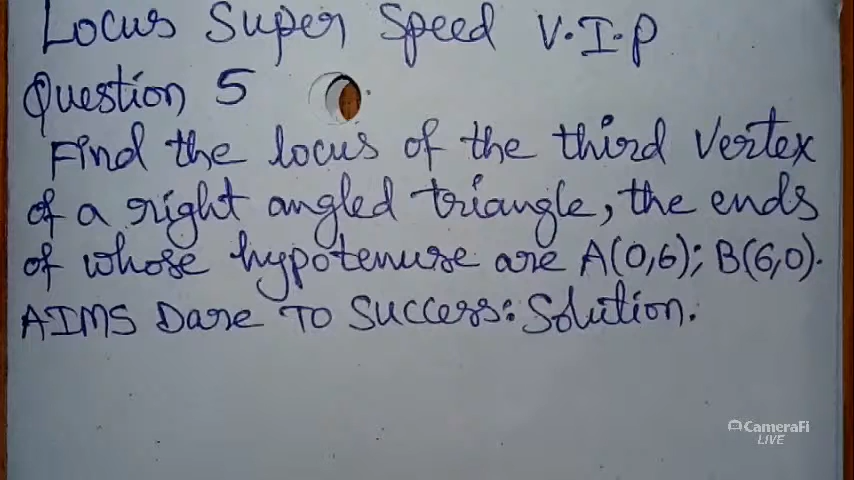 Locus Super Speed V.I.P
Question 5
Find the locus of the third vertex
of a right angled triangle, the ends
of whose hypotenuse are A(0,6); B(6,0).
AIMS Dare To Success: Solution.
CameraFi
LIVE